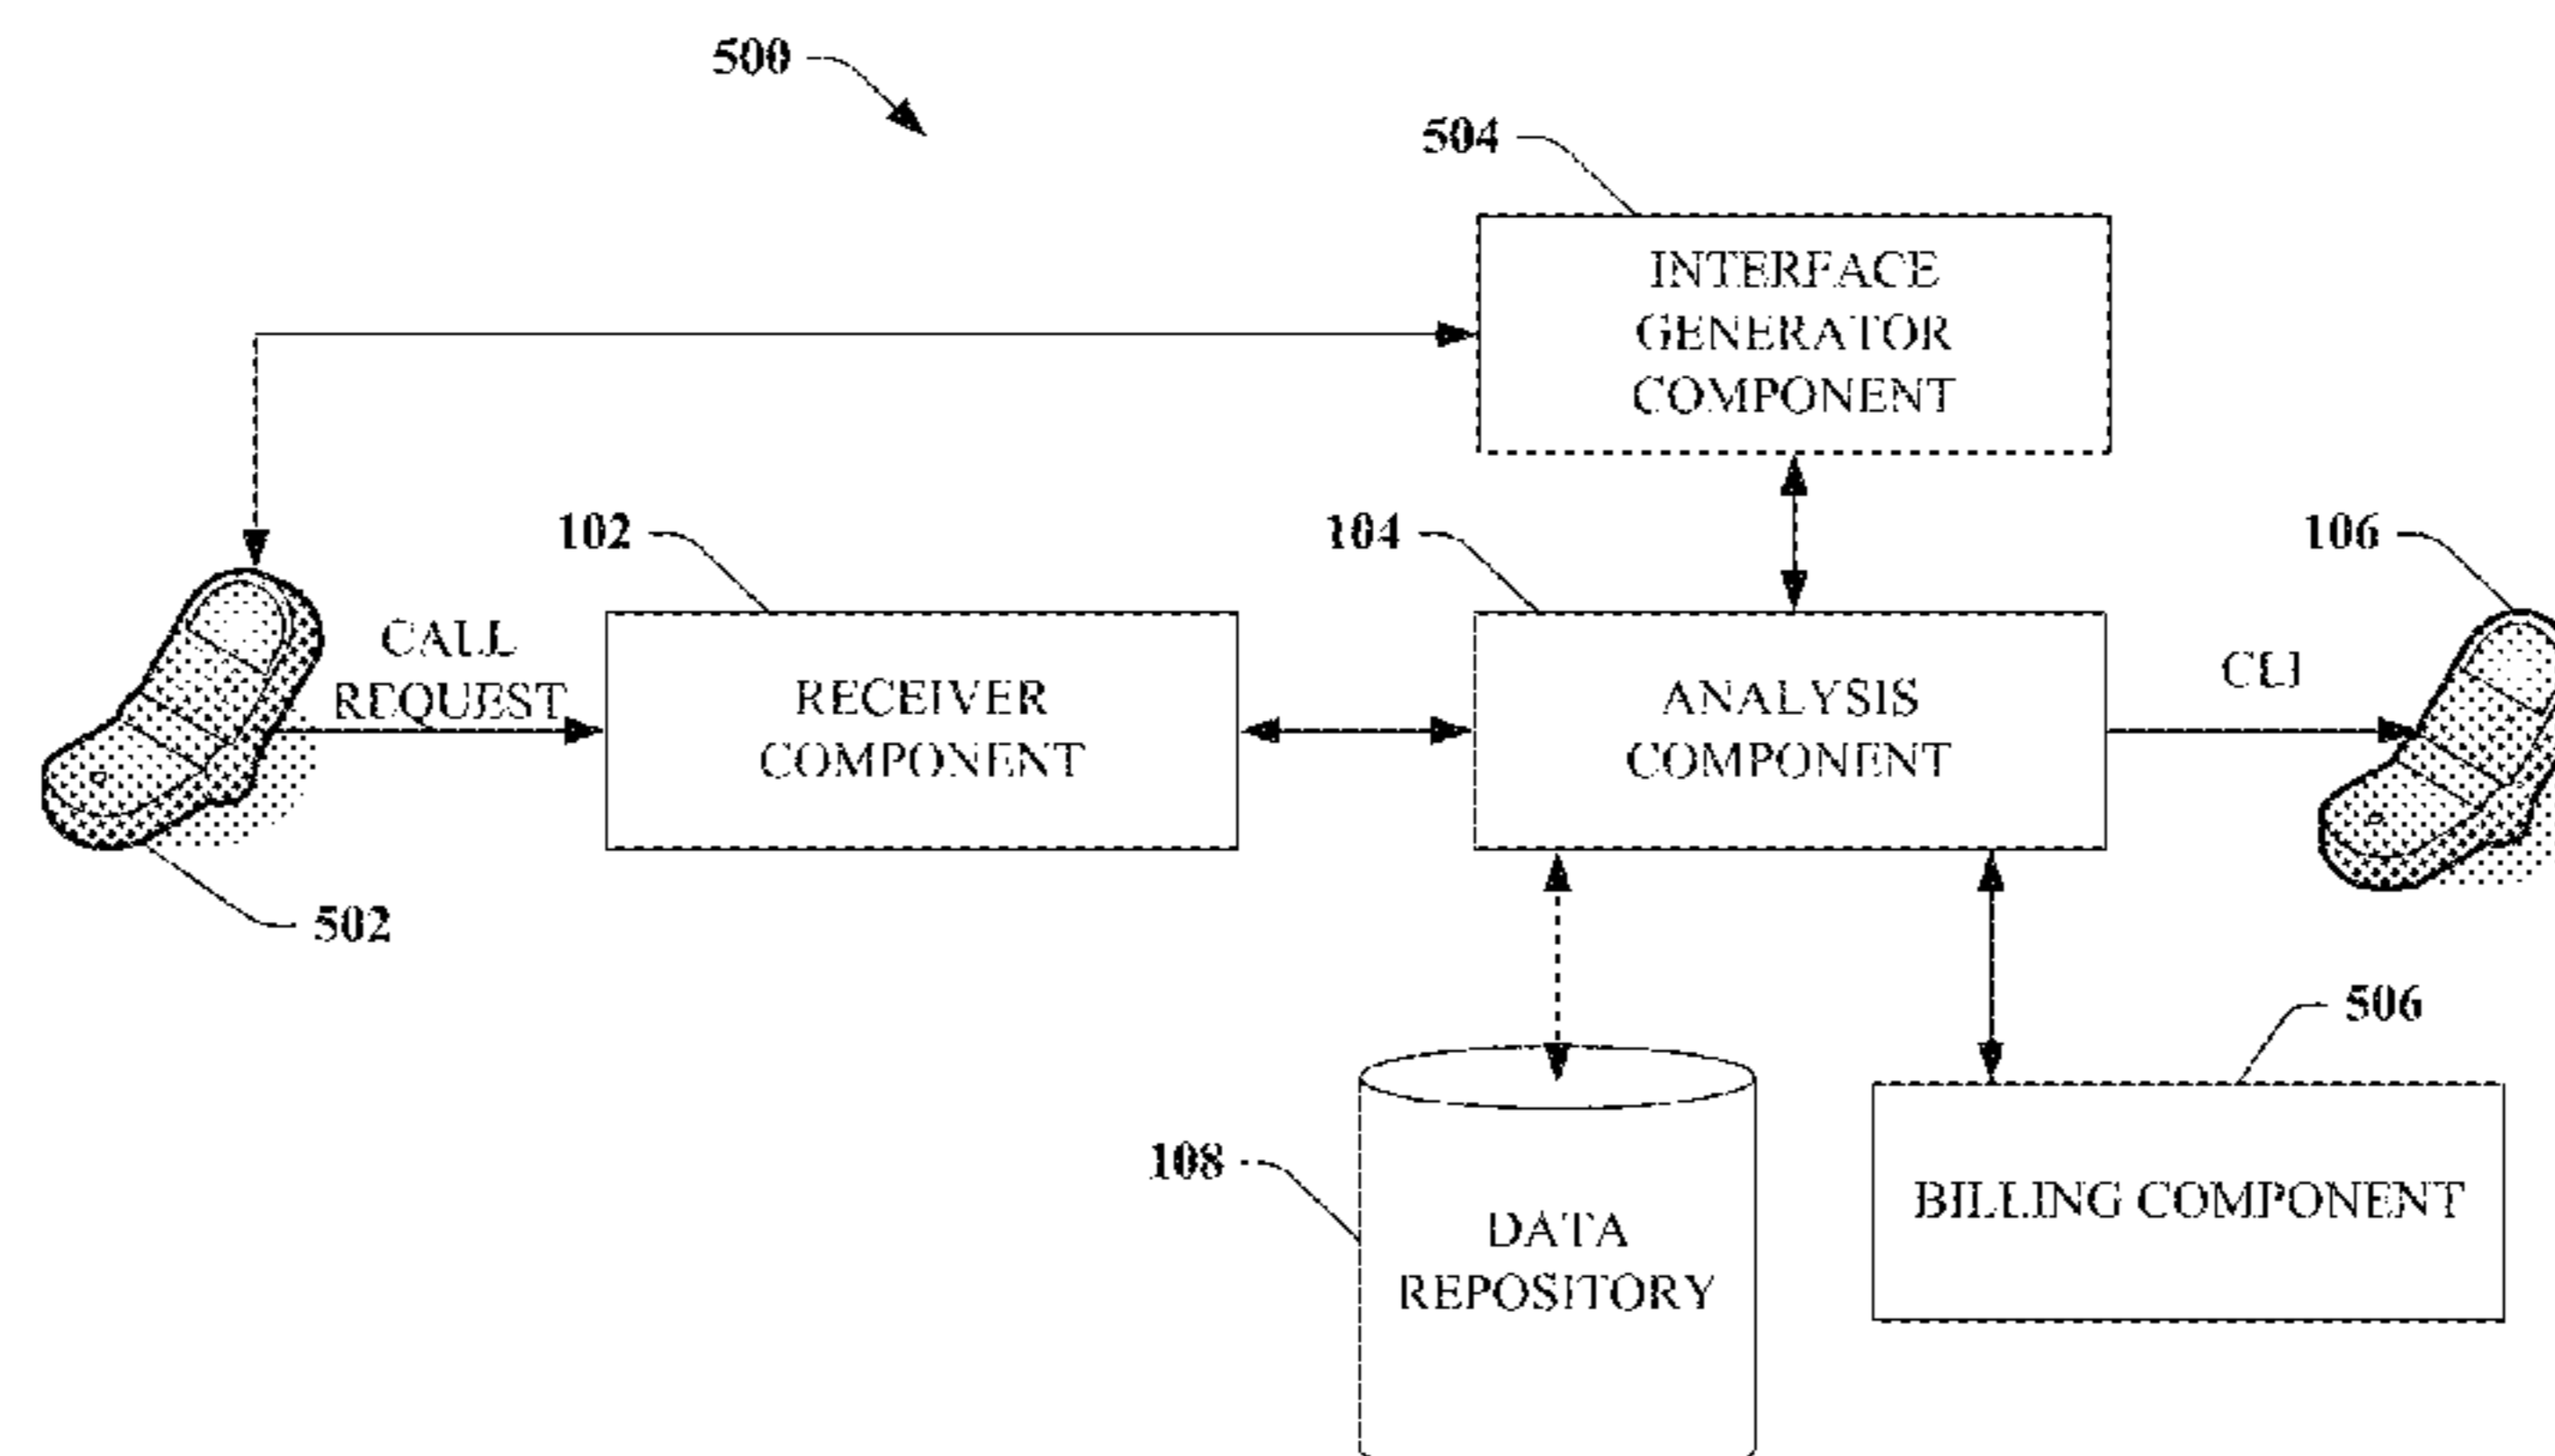 500
504
INTERFACE
GENERATOR
COMPONENT
102
104
106
CALL
REQUEST
RECEIVER
COMPONENT
ANALYSIS
COMPONENT
CLI
502
506
108
DATA
REPOSITORY
BILLING COMPONENT